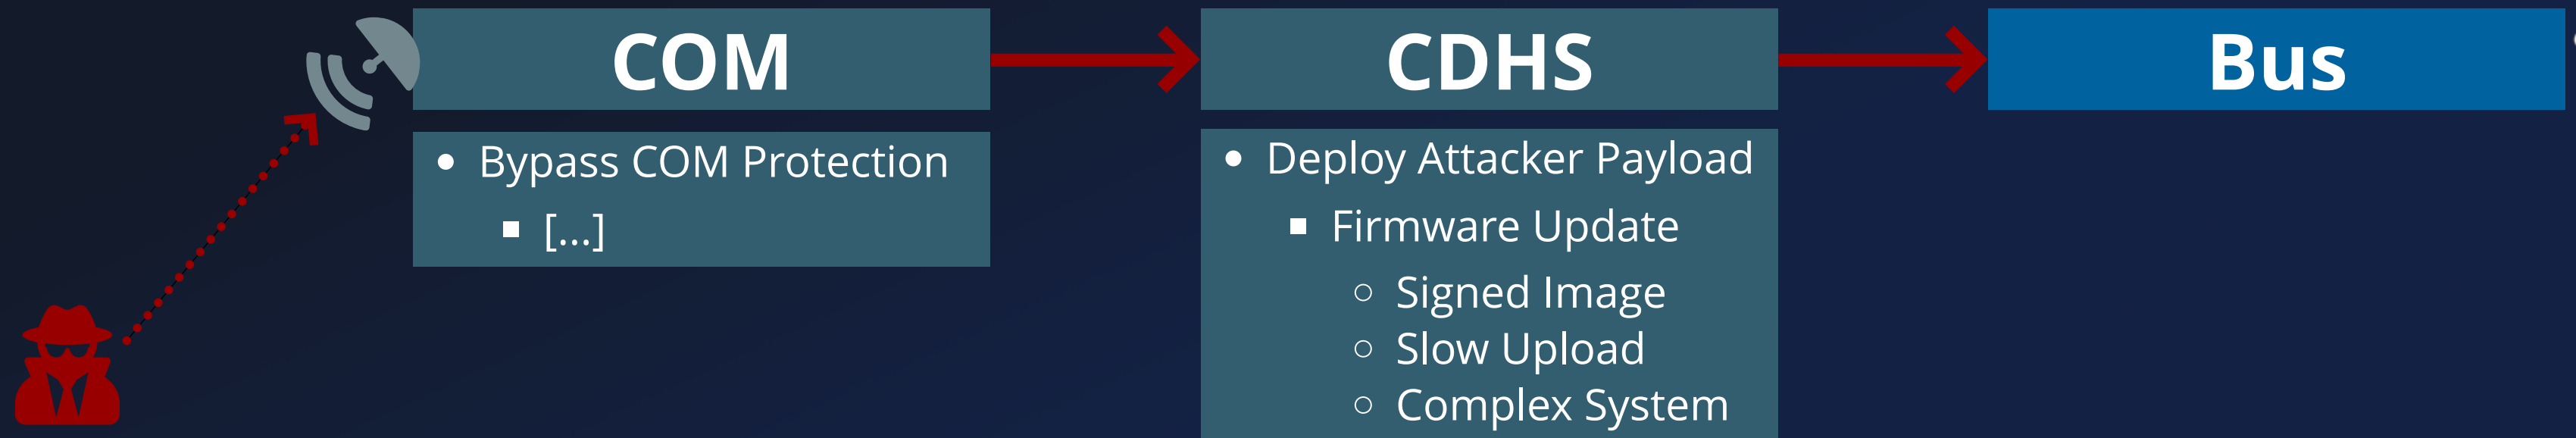 COM
Bypass COM Protection
[...]
CDHS
Deploy Attacker Payload
Firmware Update
Signed Image
Slow Upload
Complex System
Bus